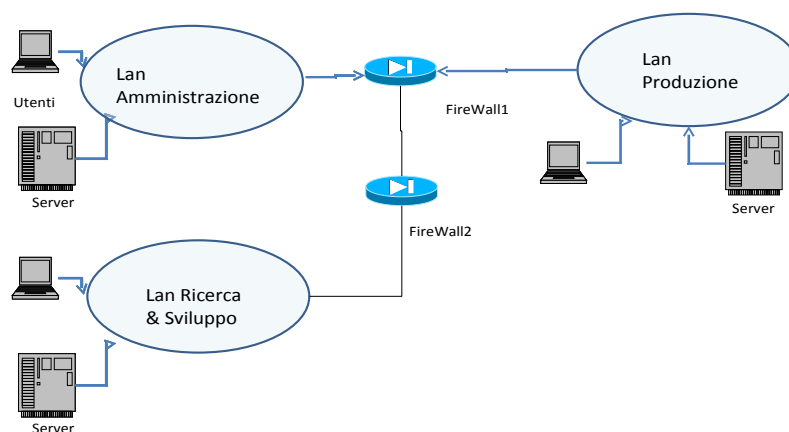 Lan
Amministrazione
Utenti
Server
FireWall1
Lan
Produzione
Server
FireWall2
Lan Ricerca
& Sviluppo
Server